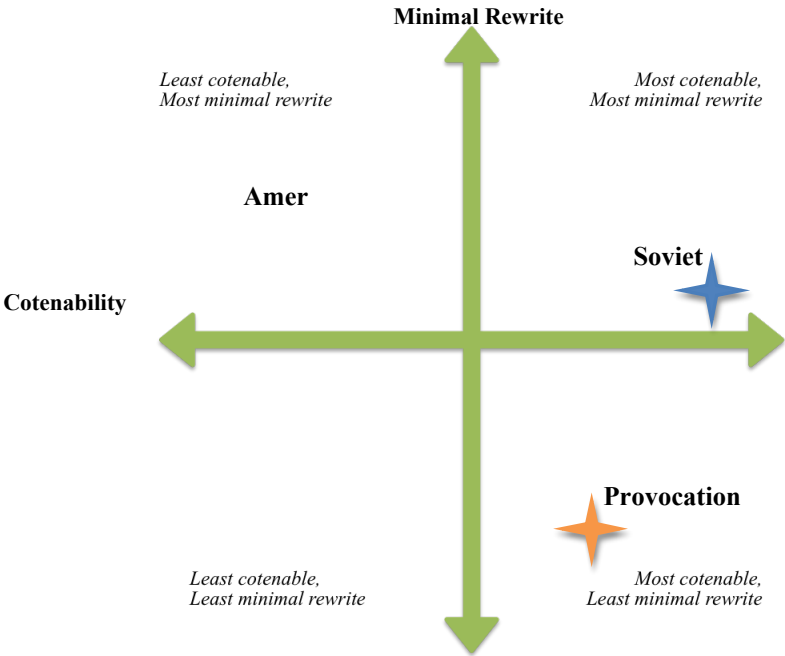 Minimal Rewrite
Least cotenable,
Most minimal rewrite
Most cotenable,
Most minimal rewrite
Amer
Soviet
Cotenability
Provocation
Least cotenable,
Least minimal rewrite
Most cotenable,
Least minimal rewrite